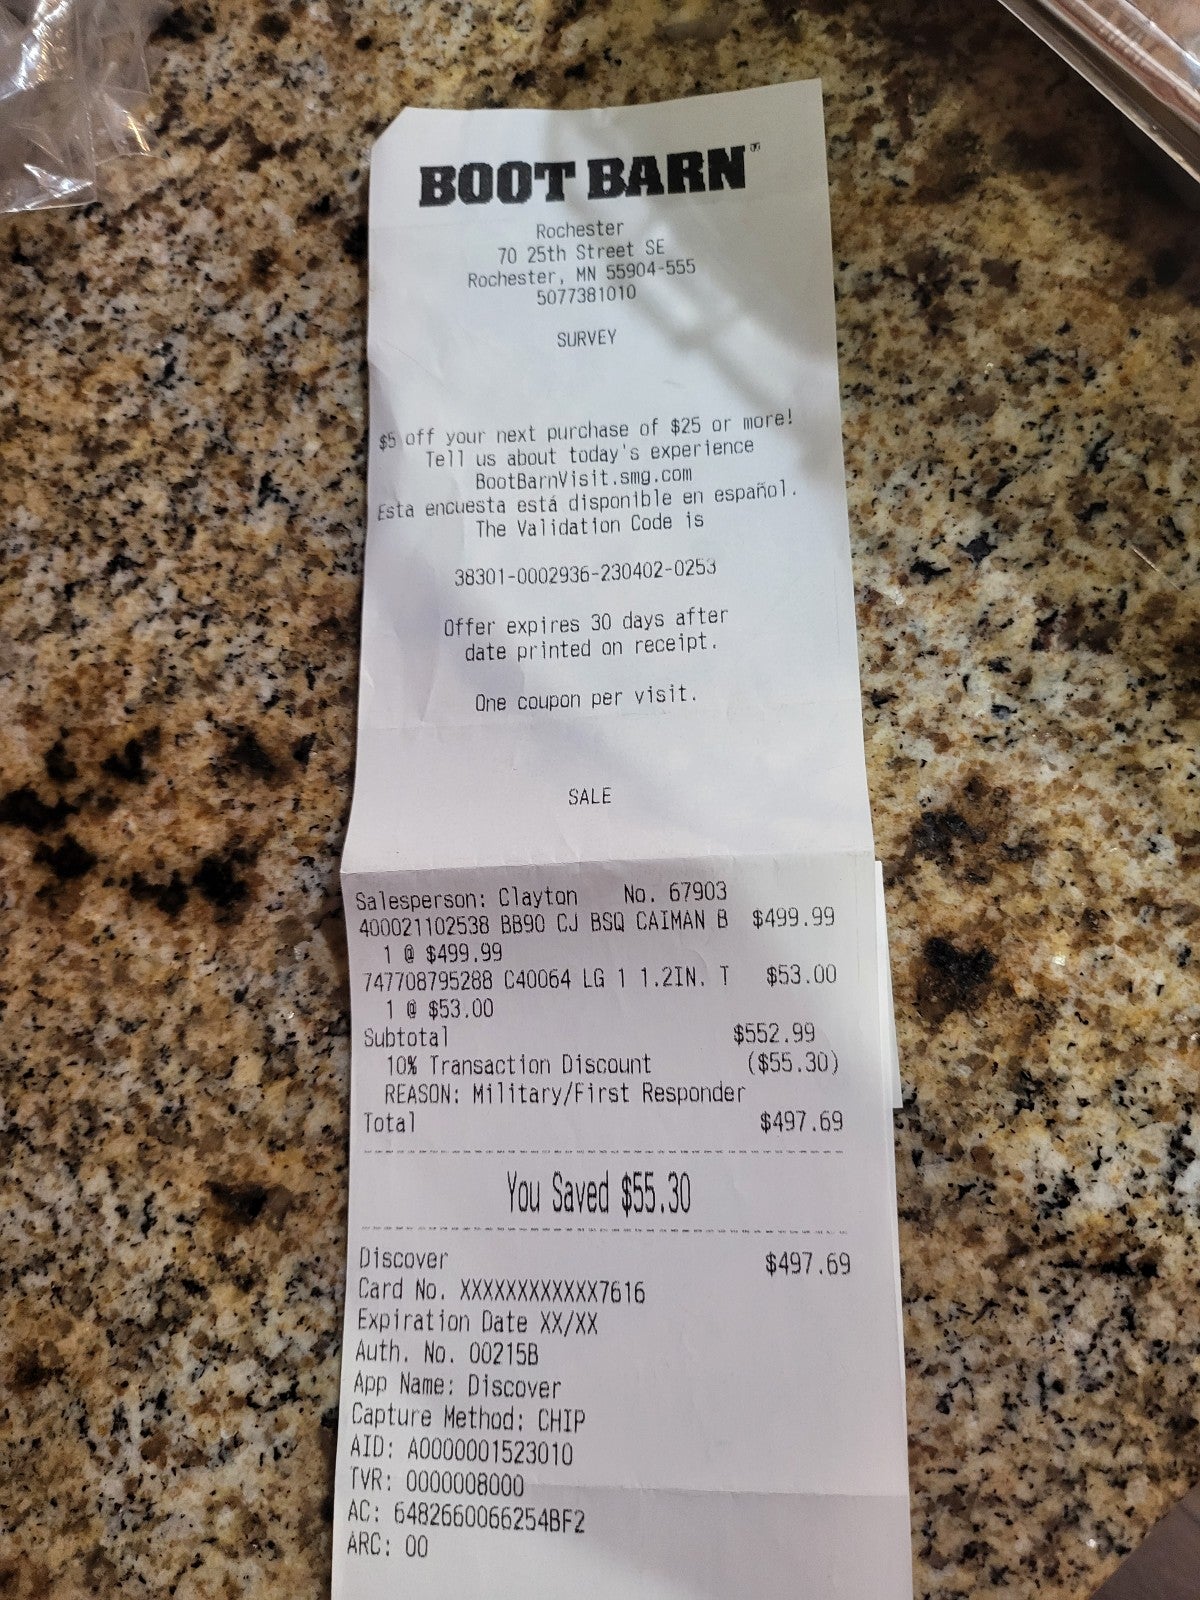 BOOT BARN
Rochester
70 25th Street SE
Rochester, MN 55904-555
5077381010
SURVEY
$5 off your next purchase of $25 or more!
Tell us about today's experience
BootBarnVisit.smg.com
Esta encuesta está disponible en español.
The Validation Code is
38301-0002936-230402-0253
Offer expires 30 days after
date printed on receipt.
One coupon per visit.
SALE
Salesperson: Clayton No. 67903
400021102538 BB90 CJ BSQ CAIMAN B $499.99
1 @ $499.99
747708795288 C40064 LG 1 1.2IN. T $53.00
1 @ $53.00
Subtotal $552.99
10% Transaction Discount ($55.30)
REASON: Military/First Responder
Total $497.69
You Saved $55.30
Discover $497.69
Card No. XXXXXXXXXXXX7616
Expiration Date XX/XX
Auth. No. 00215B
App Name: Discover
Capture Method: CHIP
AID: A0000001523010
TVR: 0000008000
AC: 6482660066254BF2
ARC: 00